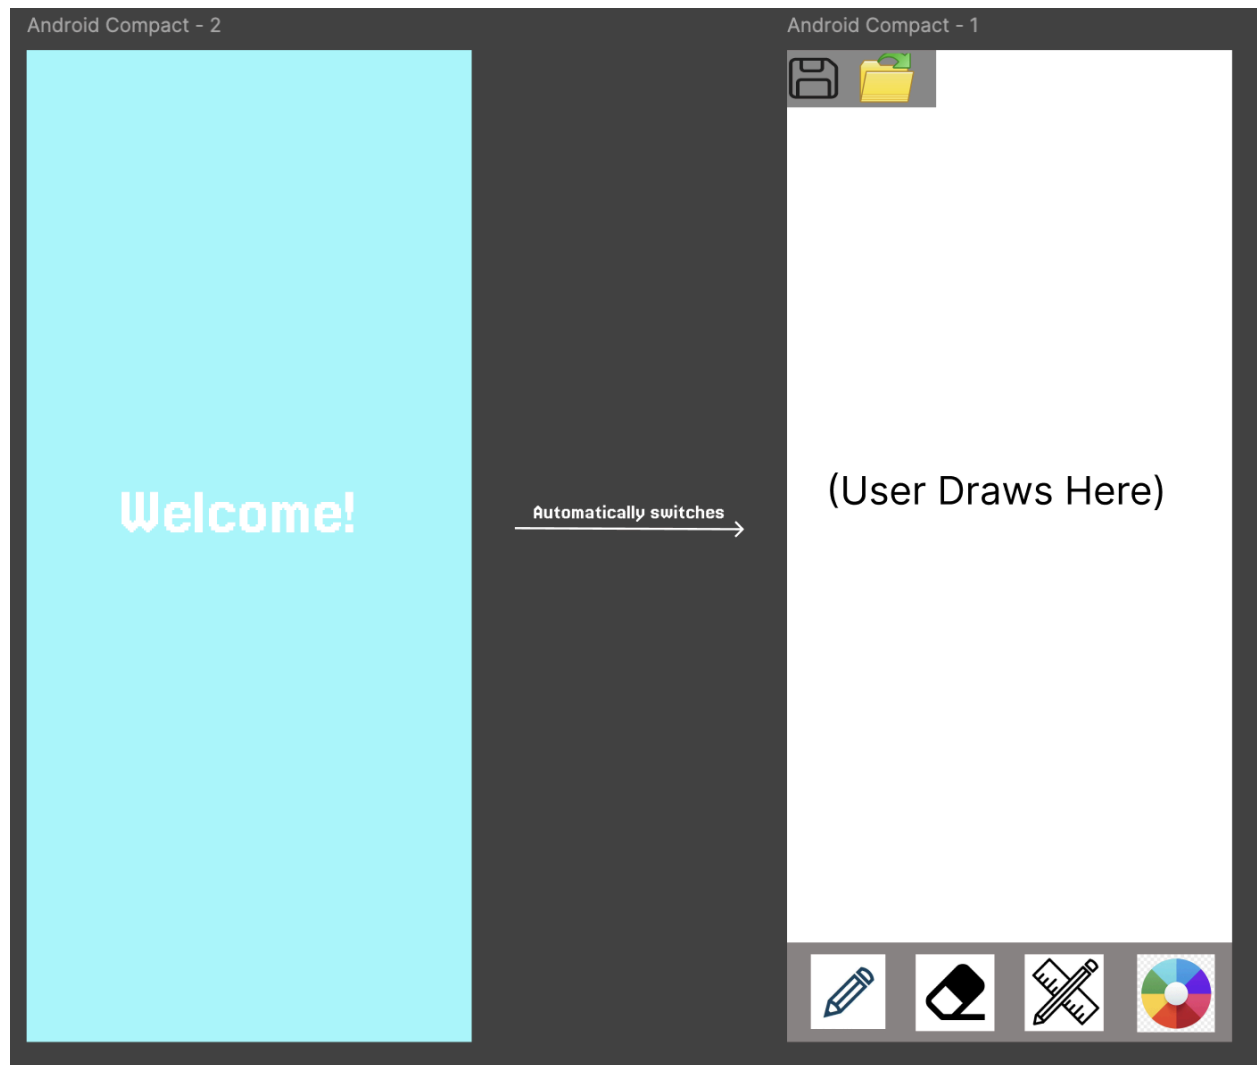 Android Compact - 2
Android Compact - 1
Welcome!
Automatically switches
(User Draws Here)